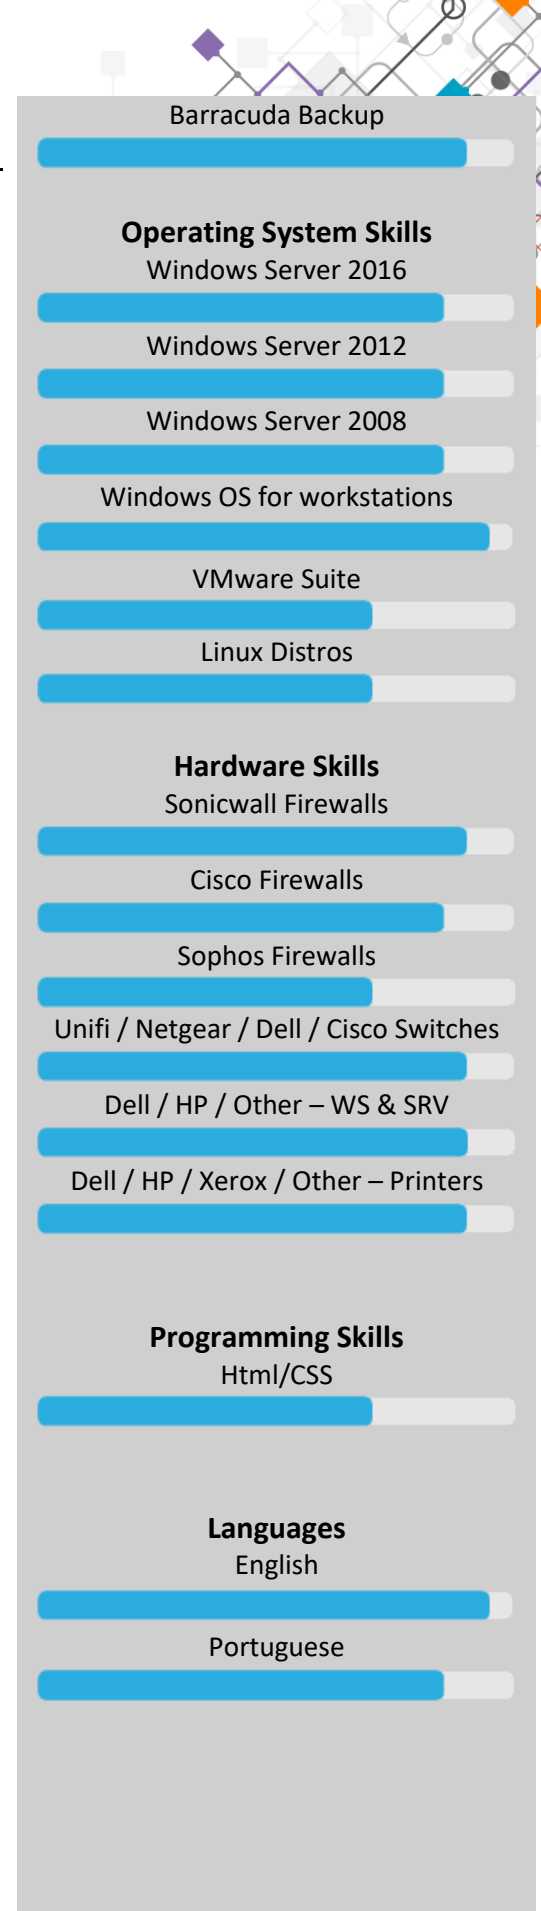 Barracuda Backup
Operating System Skills
Windows Server 2016
Windows Server 2012
Windows Server 2008
Windows OS for workstations
VMware Suite
Linux Distros
Hardware Skills
Sonicwall Firewalls
Cisco Firewalls
Sophos Firewalls
Unifi / Netgear / Dell / Cisco Switches
Dell / HP / Other – WS & SRV
Dell / HP / Xerox / Other – Printers
Programming Skills
Html/CSS
Languages
English
Portuguese